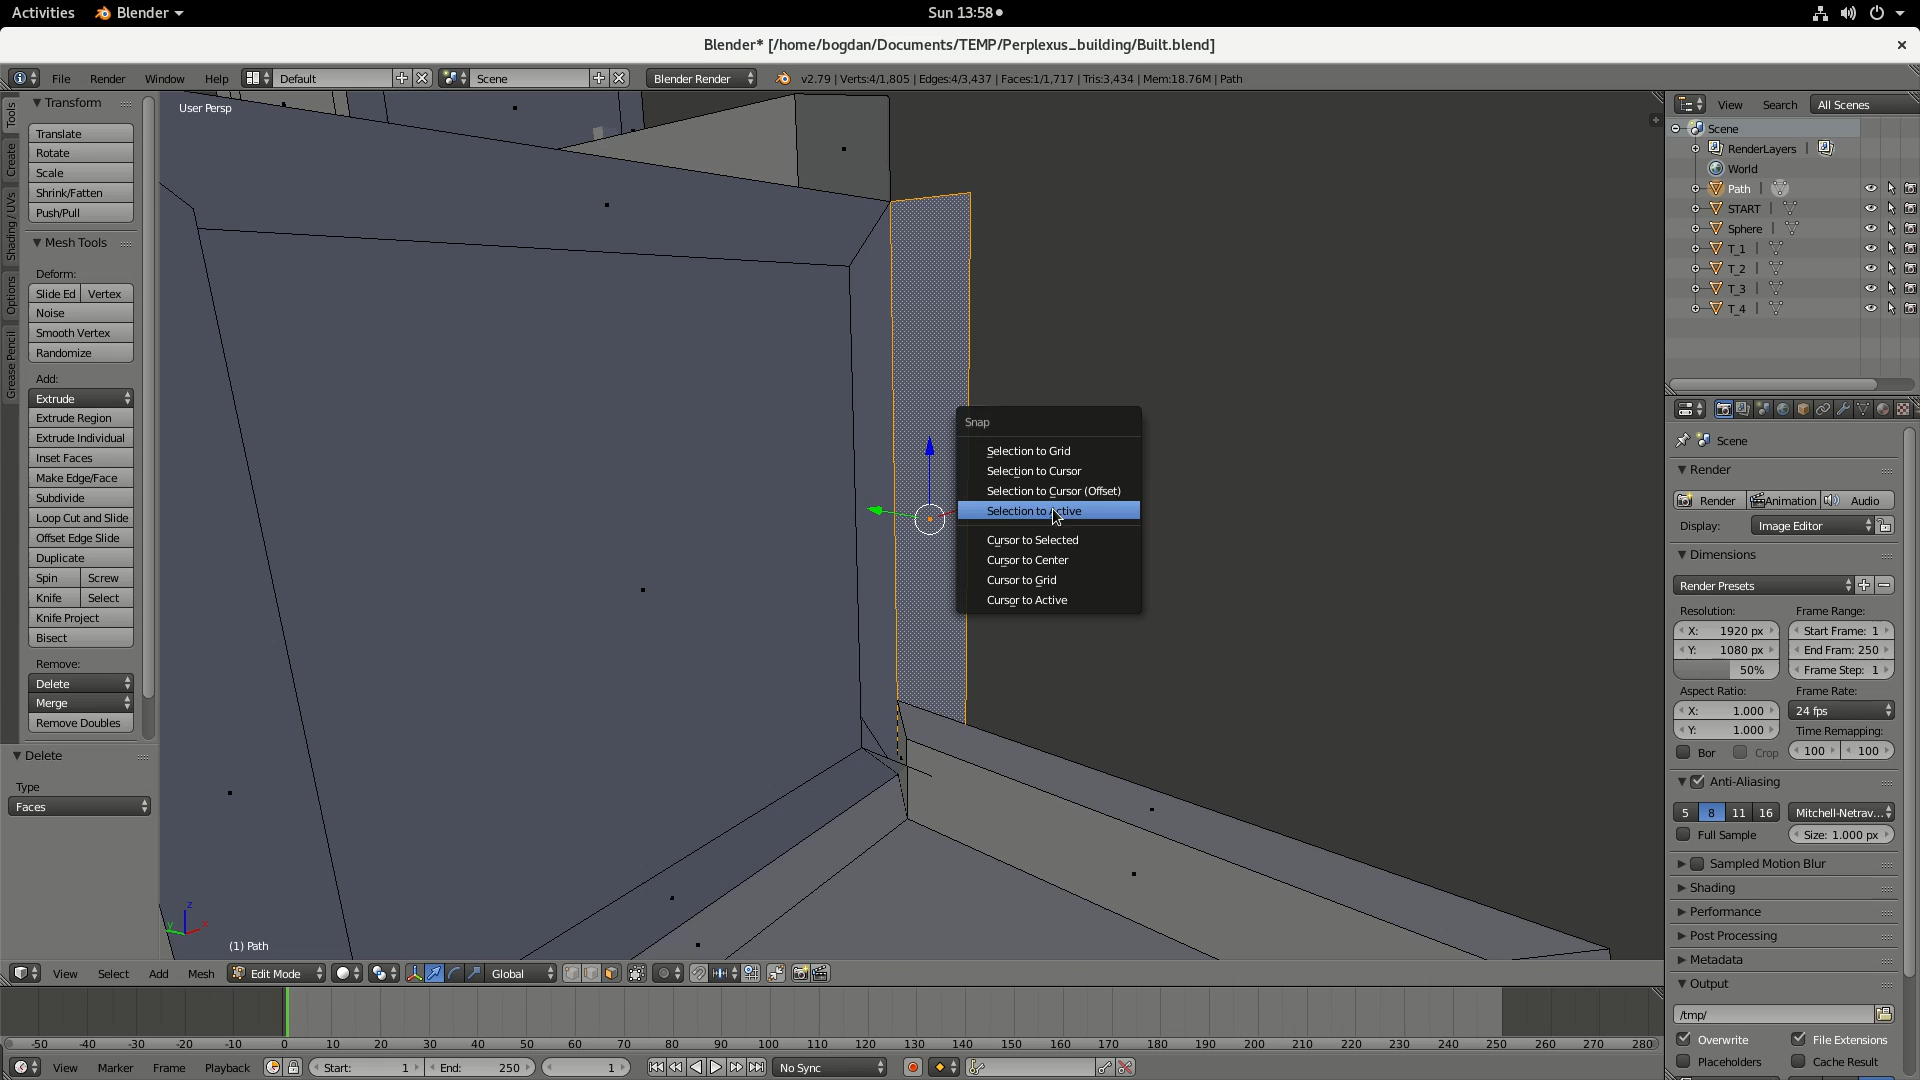 Activities Blender Sun 13:58
Blender* [/home/bogdan/Documents/TEMP/Perplexus_building/Built.blend]
File Render Window Help Default Scene Blender Render v2.79 | Verts:4/1,805 | Edges:4/3,437 | Faces:1/1,717 | Tris:3,434 | Mem:18.76M | Path
Tools
Create
Shading / UVs
Options
Grease Pencil
Transform
Translate
Rotate
Scale
Shrink/Fatten
Push/Pull
Mesh Tools
Deform:
Slide Ed Vertex
Noise
Smooth Vertex
Randomize
Add:
Extrude
Extrude Region
Extrude Individual
Inset Faces
Make Edge/Face
Subdivide
Loop Cut and Slide
Offset Edge Slide
Duplicate
Spin Screw
Knife Select
Knife Project
Bisect
Remove:
Delete
Merge
Remove Doubles
Delete
Type
Faces
User Persp
Snap
Selection to Grid
Selection to Cursor
Selection to Cursor (Offset)
Selection to Active
Cursor to Selected
Cursor to Center
Cursor to Grid
Cursor to Active
z
y
x
(1) Path
View Select Add Mesh Edit Mode Global
-50 -40 -30 -20 -10 0 10 20 30 40 50 60 70 80 90 100 110 120 130 140 150 160 170 180 190 200 210 220 230 240 250 260 270 280
View Marker Frame Playback Start: 1 End: 250 1 No Sync
View Search All Scenes
Scene
RenderLayers |
World
Path |
START |
Sphere |
T_1 |
T_2 |
T_3 |
T_4 |
Scene
Render
Render Animation Audio
Display: Image Editor
Dimensions
Render Presets
Resolution: Frame Range:
X: 1920 px Start Frame: 1
Y: 1080 px End Fram: 250
50% Frame Step: 1
Aspect Ratio: Frame Rate:
X: 1.000 24 fps
Y: 1.000 Time Remapping:
Bor Crop 100 100
Anti-Aliasing
5 8 11 16 Mitchell-Netrav...
Full Sample Size: 1.000 px
Sampled Motion Blur
Shading
Performance
Post Processing
Metadata
Output
/tmp/
Overwrite File Extensions
Placeholders Cache Result